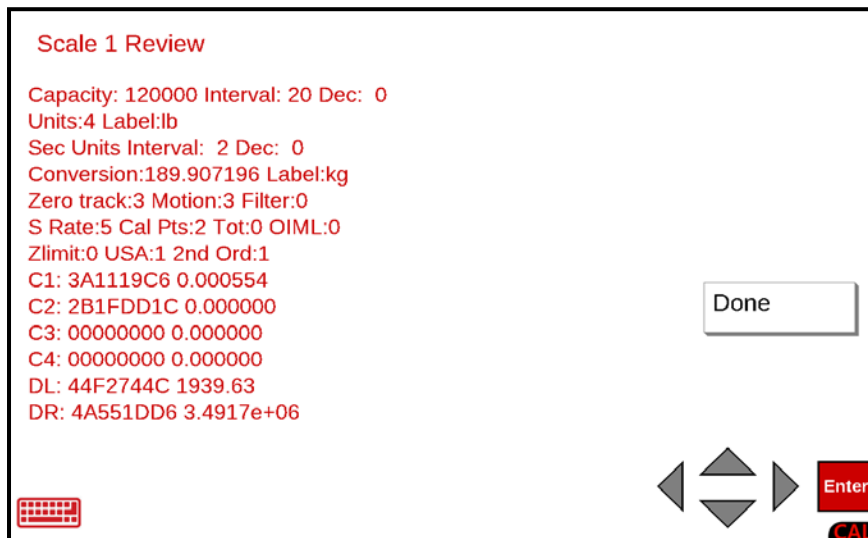 Scale 1 Review
Capacity: 120000 Interval: 20 Dec:  0
Units:4 Label:lb
Sec Units Interval:  2 Dec:  0
Conversion:189.907196 Label:kg
Zero track:3 Motion:3 Filter:0
S Rate:5 Cal Pts:2 Tot:0 OIML:0
Zlimit:0 USA:1 2nd Ord:1
C1: 3A1119C6 0.000554
C2: 2B1FDD1C 0.000000
C3: 00000000 0.000000
C4: 00000000 0.000000
DL: 44F2744C 1939.63
DR: 4A551DD6 3.4917e+06
Done
Enter